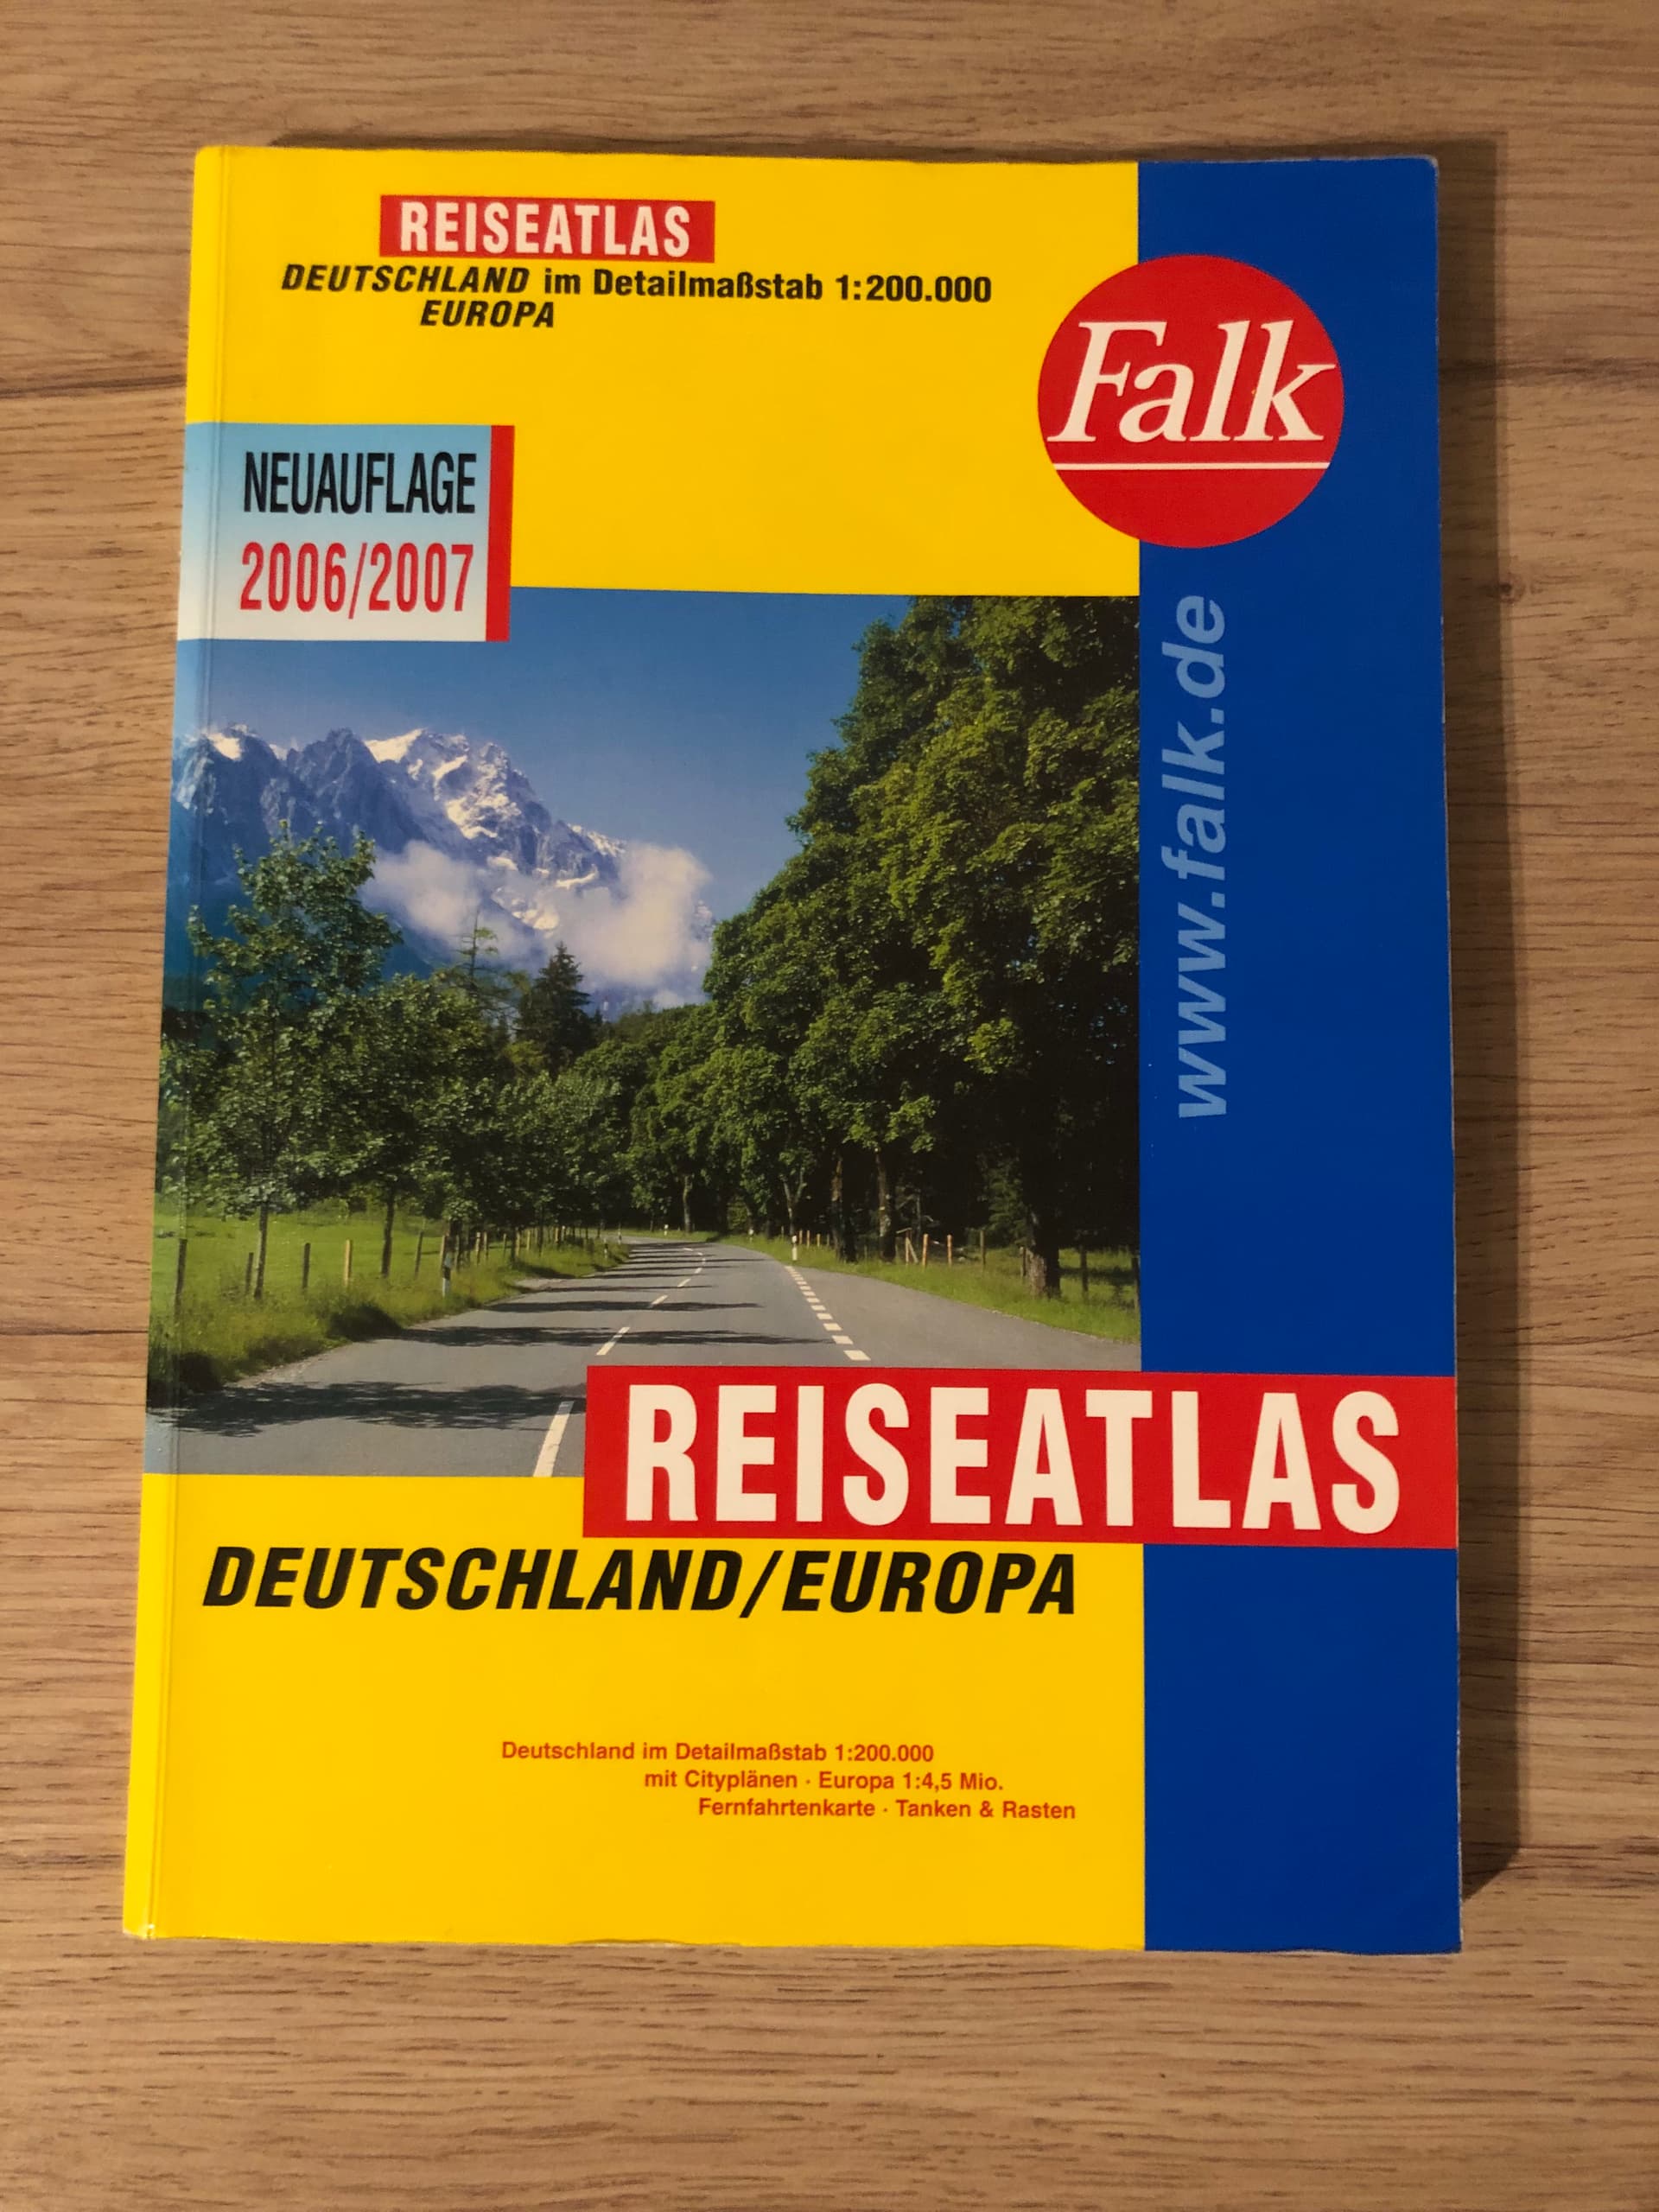 REISEATLAS
DEUTSCHLAND im Detailmaßstab 1:200.000
EUROPA
Falk
NEUAUFLAGE
2006/2007
www.falk.de
REISEATLAS
DEUTSCHLAND/EUROPA
Deutschland im Detailmaßstab 1:200.000
mit Cityplänen · Europa 1:4,5 Mio.
Fernfahrtenkarte · Tanken & Rasten